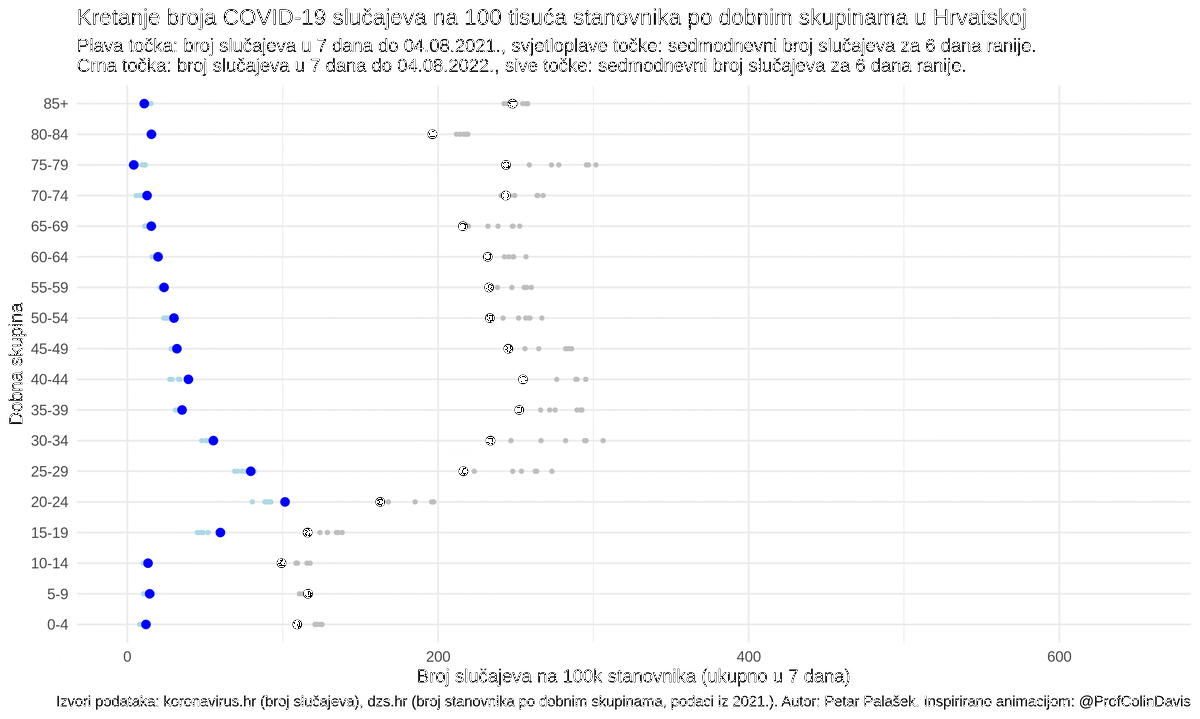 Kretanje broja COVID-19 slučajeva na 100 tisuća stanovnika po dobnim skupinama u Hrvatskoj
Plava točka: broj slučajeva u 7 dana do 04.08.2021., svjetloplave točke: sedmodnevni broj slučajeva za 6 dana ranije.
Crna točka: broj slučajeva u 7 dana do 04.08.2022., sive točke: sedmodnevni broj slučajeva za 6 dana ranije.
Dobna skupina
85+
80-84
75-79
70-74
65-69
60-64
55-59
50-54
45-49
40-44
35-39
30-34
25-29
20-24
15-19
10-14
5-9
0-4
0 200 400 600
Broj slučajeva na 100k stanovnika (ukupno u 7 dana)
Izvori podataka: koronavirus.hr (broj slučajeva), dzs.hr (broj stanovnika po dobnim skupinama, podaci iz 2021.). Autor: Petar Palašek. Inspirirano animacijom: @ProfColinDavis